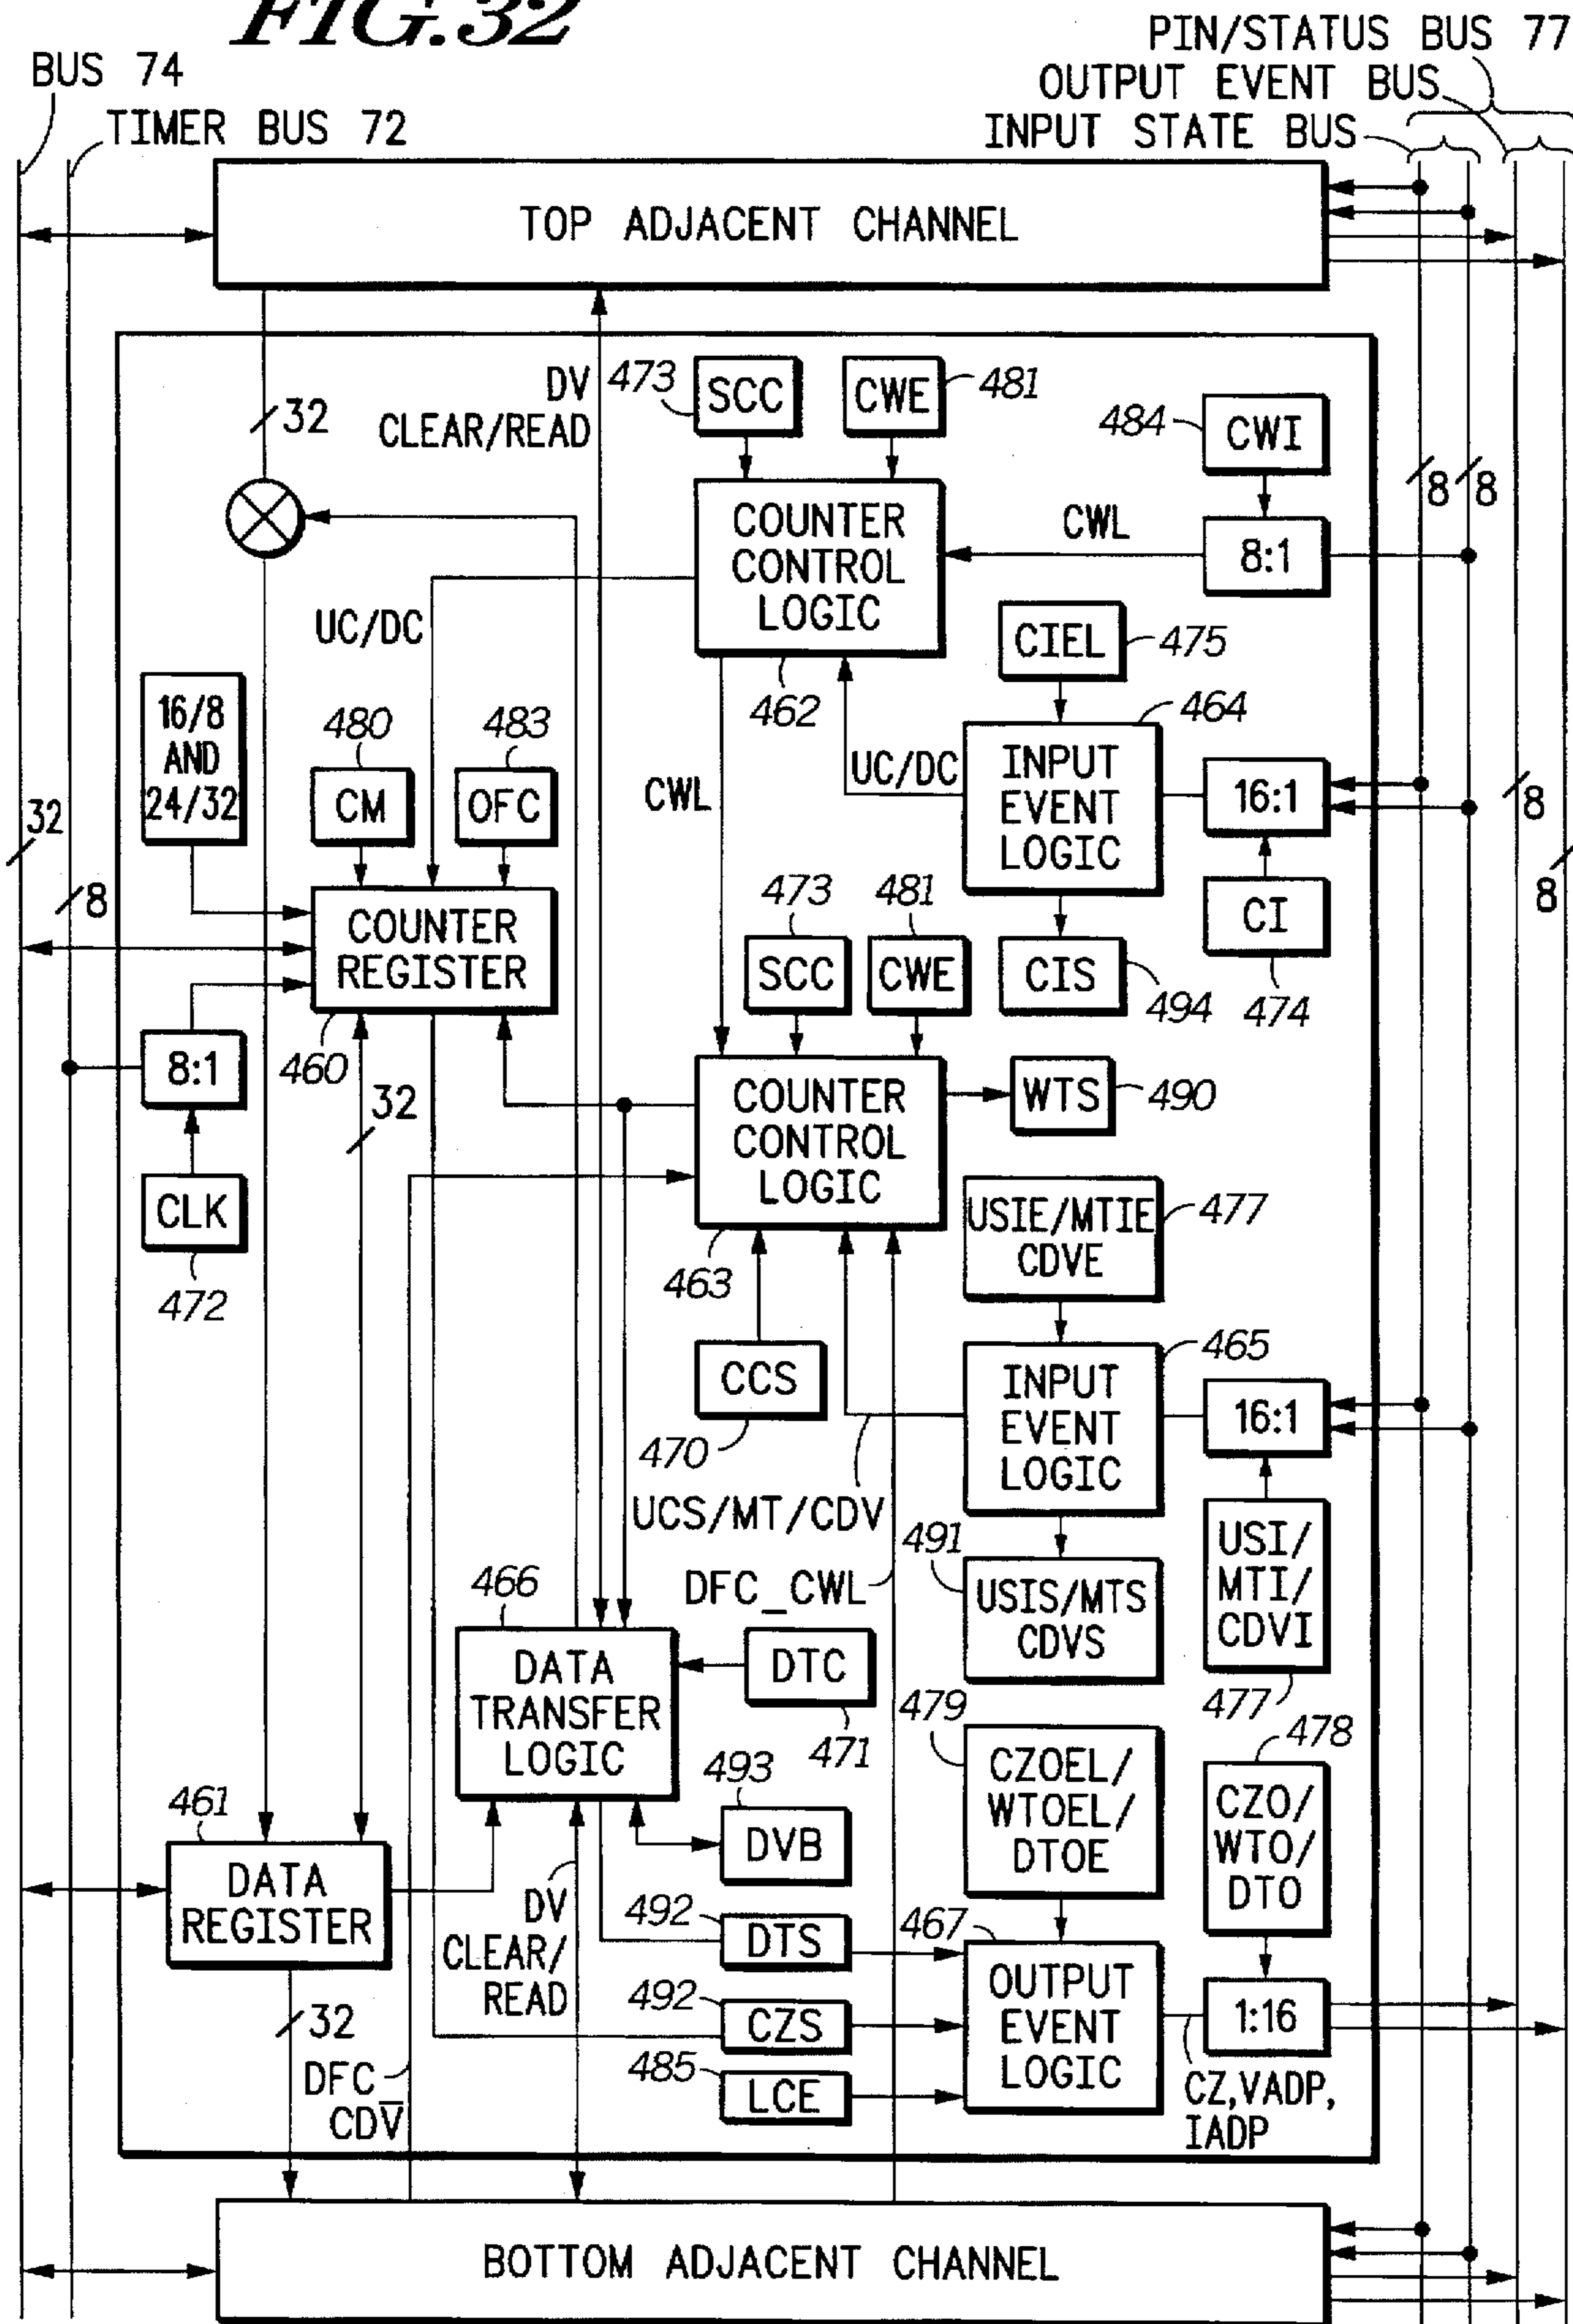 FIG. 32
PIN/STATUS BUS 77
BUS 74
OUTPUT EVENT BUS
TIMER BUS 72
INPUT STATE BUS
TOP ADJACENT CHANNEL
32
DV
CLEAR/READ
473
SCC
CWE
481
484
CWI
8
8
COUNTER
CONTROL
LOGIC
CWL
8:1
UC/DC
462
CIEL
475
464
16/8
AND
24/32
480
CM
483
OFC
CWL
UC/DC
INPUT
EVENT
LOGIC
16:1
8
8
32
8
COUNTER
REGISTER
460
473
SCC
481
CWE
CIS
494
CI
474
8:1
32
CLK
472
COUNTER
CONTROL
LOGIC
463
WTS
490
USIE/MTIE
CDVE
477
CCS
470
465
INPUT
EVENT
LOGIC
16:1
UCS/MT/CDV
DFC_CWL
491
USIS/MTS
CDVS
USI/
MTI/
CDVI
477
466
DATA
TRANSFER
LOGIC
DTC
471
479
CZOEL/
WTOEL/
DTOE
478
CZO/
WTO/
DTO
493
DVB
461
DATA
REGISTER
DV
CLEAR/
READ
492
DTS
467
OUTPUT
EVENT
LOGIC
1:16
492
CZS
485
LCE
32
DFC
CDV̅
CZ,VADP,
IADP
BOTTOM ADJACENT CHANNEL